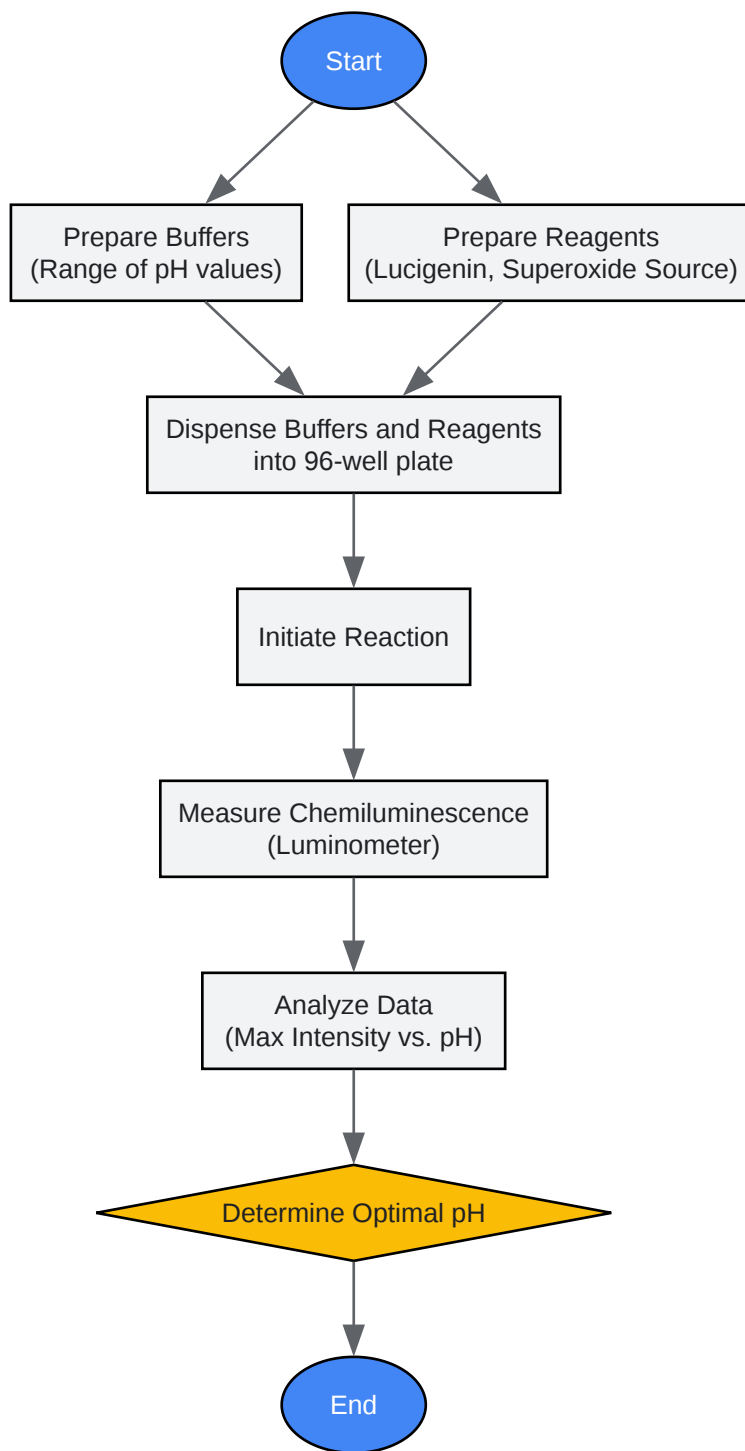 Start
Prepare Buffers
(Range of pH values)
Prepare Reagents
(Lucigenin, Superoxide Source)
Dispense Buffers and Reagents
into 96-well plate
Initiate Reaction
Measure Chemiluminescence
(Luminometer)
Analyze Data
(Max Intensity vs. pH)
Determine Optimal pH
End